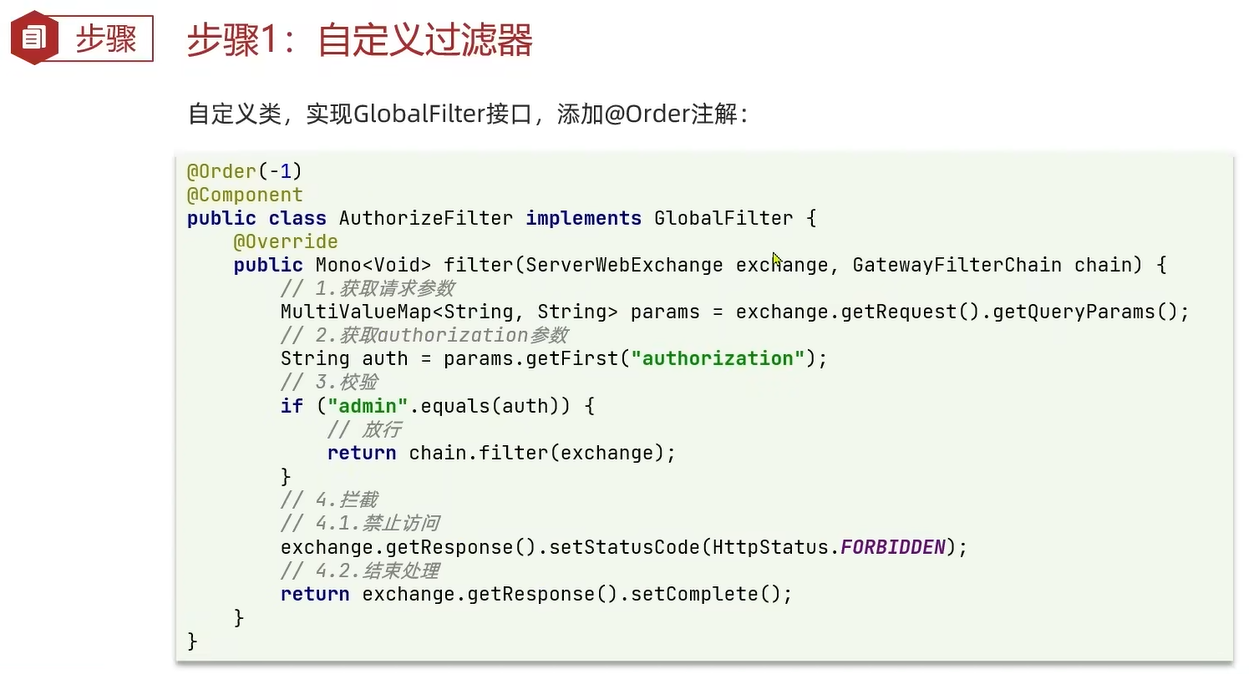 步骤
步骤1：自定义过滤器
自定义类，实现GlobalFilter接口，添加@Order注解：
@Order(-1)
@Component
public class AuthorizeFilter implements GlobalFilter {
    @Override
    public Mono<Void> filter(ServerWebExchange exchange, GatewayFilterChain chain) {
        // 1.获取请求参数
        MultiValueMap<String, String> params = exchange.getRequest().getQueryParams();
        // 2.获取authorization参数
        String auth = params.getFirst("authorization");
        // 3.校验
        if ("admin".equals(auth)) {
            // 放行
            return chain.filter(exchange);
        }
        // 4.拦截
        // 4.1.禁止访问
        exchange.getResponse().setStatusCode(HttpStatus.FORBIDDEN);
        // 4.2.结束处理
        return exchange.getResponse().setComplete();
    }
}